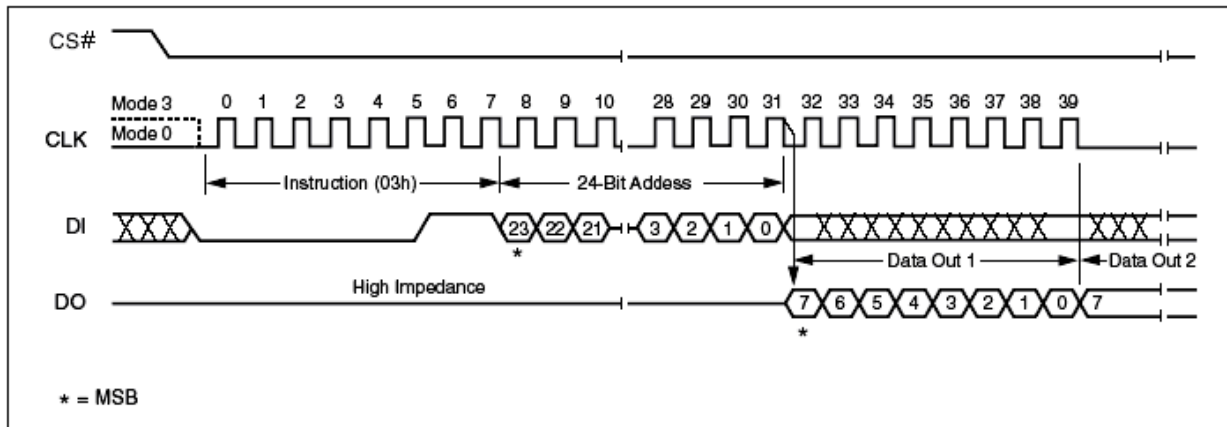 CS#
Mode 3 0 1 2 3 4 5 6 7 8 9 10 28 29 30 31 32 33 34 35 36 37 38 39
CLK Mode 0
Instruction (03h) 24-Bit Addess
DI 23 22 21 3 2 1 0
* Data Out 1 Data Out 2
High Impedance
DO 7 6 5 4 3 2 1 0 7
*
* = MSB